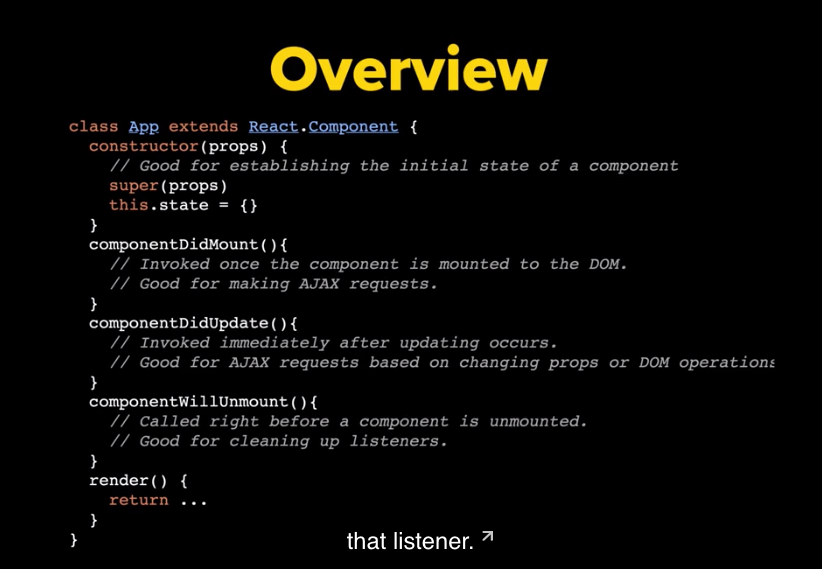 Overview
class App extends React.Component {
constructor(props) {
// Good for establishing the initial state of a component
super(props)
this.state = {}
}
componentDidMount(){
// Invoked once the component is mounted to the DOM.
// Good for making AJAX requests.
}
componentDidUpdate(){
// Invoked immediately after updating occurs.
// Good for AJAX requests based on changing props or DOM operations
}
componentWillUnmount(){
// Called right before a component is unmounted.
// Good for cleaning up listeners.
}
render() {
return ...
}
}
that listener.